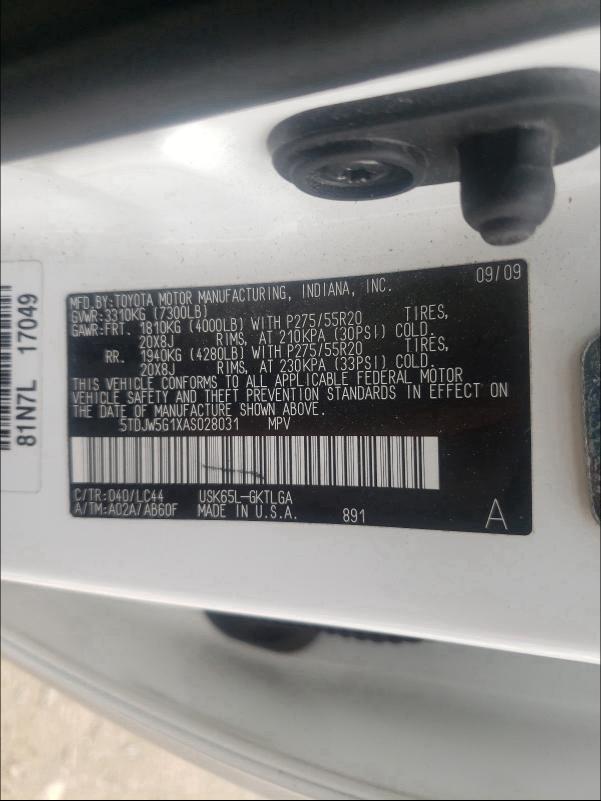 81N7L 17049
MFD.BY:TOYOTA MOTOR MANUFACTURING, INDIANA, INC. 09/09
GVWR:3310KG (7300LB)
GAWR:FRT. 1810KG (4000LB) WITH P275/55R20 TIRES,
20X8J RIMS, AT 210KPA (30PSI) COLD.
RR. 1940KG (4280LB) WITH P275/55R20 TIRES,
20X8J RIMS, AT 230KPA (33PSI) COLD.
THIS VEHICLE CONFORMS TO ALL APPLICABLE FEDERAL MOTOR
VEHICLE SAFETY AND THEFT PREVENTION STANDARDS IN EFFECT ON
THE DATE OF MANUFACTURE SHOWN ABOVE.
5TDJW5G1XAS028031 MPV
C/TR:040/LC44 USK65L-GKTLGA
A/TM:A02A/AB60F MADE IN U.S.A. 891 A